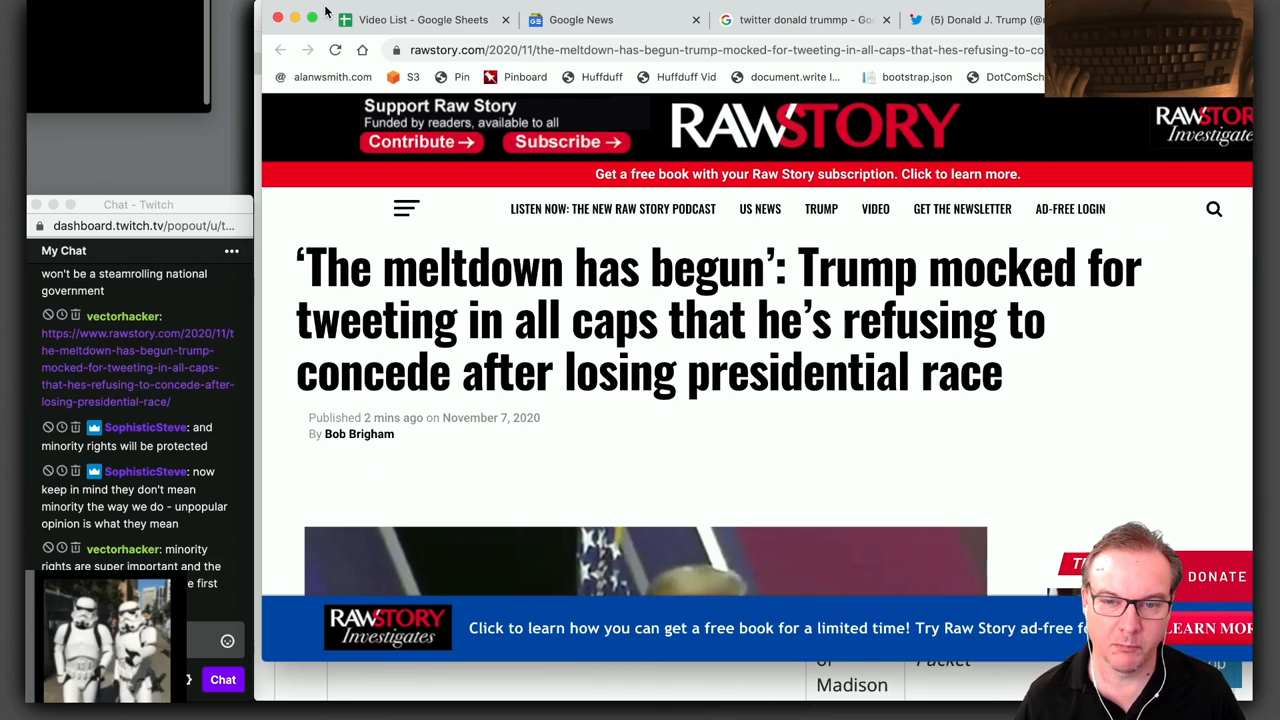 Video List - Google Sheets
Google News
twitter donald trummp - Goo
(5) Donald J. Trump (@r
rawstory.com/2020/11/the-meltdown-has-begun-trump-mocked-for-tweeting-in-all-caps-that-hes-refusing-to-co
alanwsmith.com
S3
Pin
Pinboard
Huffduff
Huffduff Vid
document.write I...
bootstrap.json
DotComSch
Support Raw Story
Funded by readers, available to all
Contribute →
Subscribe →
RAWSTORY
RAWSTOR
Investigate
Get a free book with your Raw Story subscription. Click to learn more.
LISTEN NOW: THE NEW RAW STORY PODCAST
US NEWS
TRUMP
VIDEO
GET THE NEWSLETTER
AD-FREE LOGIN
‘The meltdown has begun’: Trump mocked for
tweeting in all caps that he’s refusing to
concede after losing presidential race
Published 2 mins ago on November 7, 2020
By Bob Brigham
DONATE
RAWSTORY
Investigates
Click to learn how you can get a free book for a limited time! Try Raw Story ad-free fo
LEARN MOR
Packet
Madison
Chat - Twitch
dashboard.twitch.tv/popout/u/t...
My Chat
won't be a steamrolling national
government
vectorhacker:
https://www.rawstory.com/2020/11/t
he-meltdown-has-begun-trump-
mocked-for-tweeting-in-all-caps-
that-hes-refusing-to-concede-after-
losing-presidential-race/
SophisticSteve: and
minority rights will be protected
SophisticSteve: now
keep in mind they don't mean
minority the way we do - unpopular
opinion is what they mean
vectorhacker: minority
rights are super important and the
e first
Chat